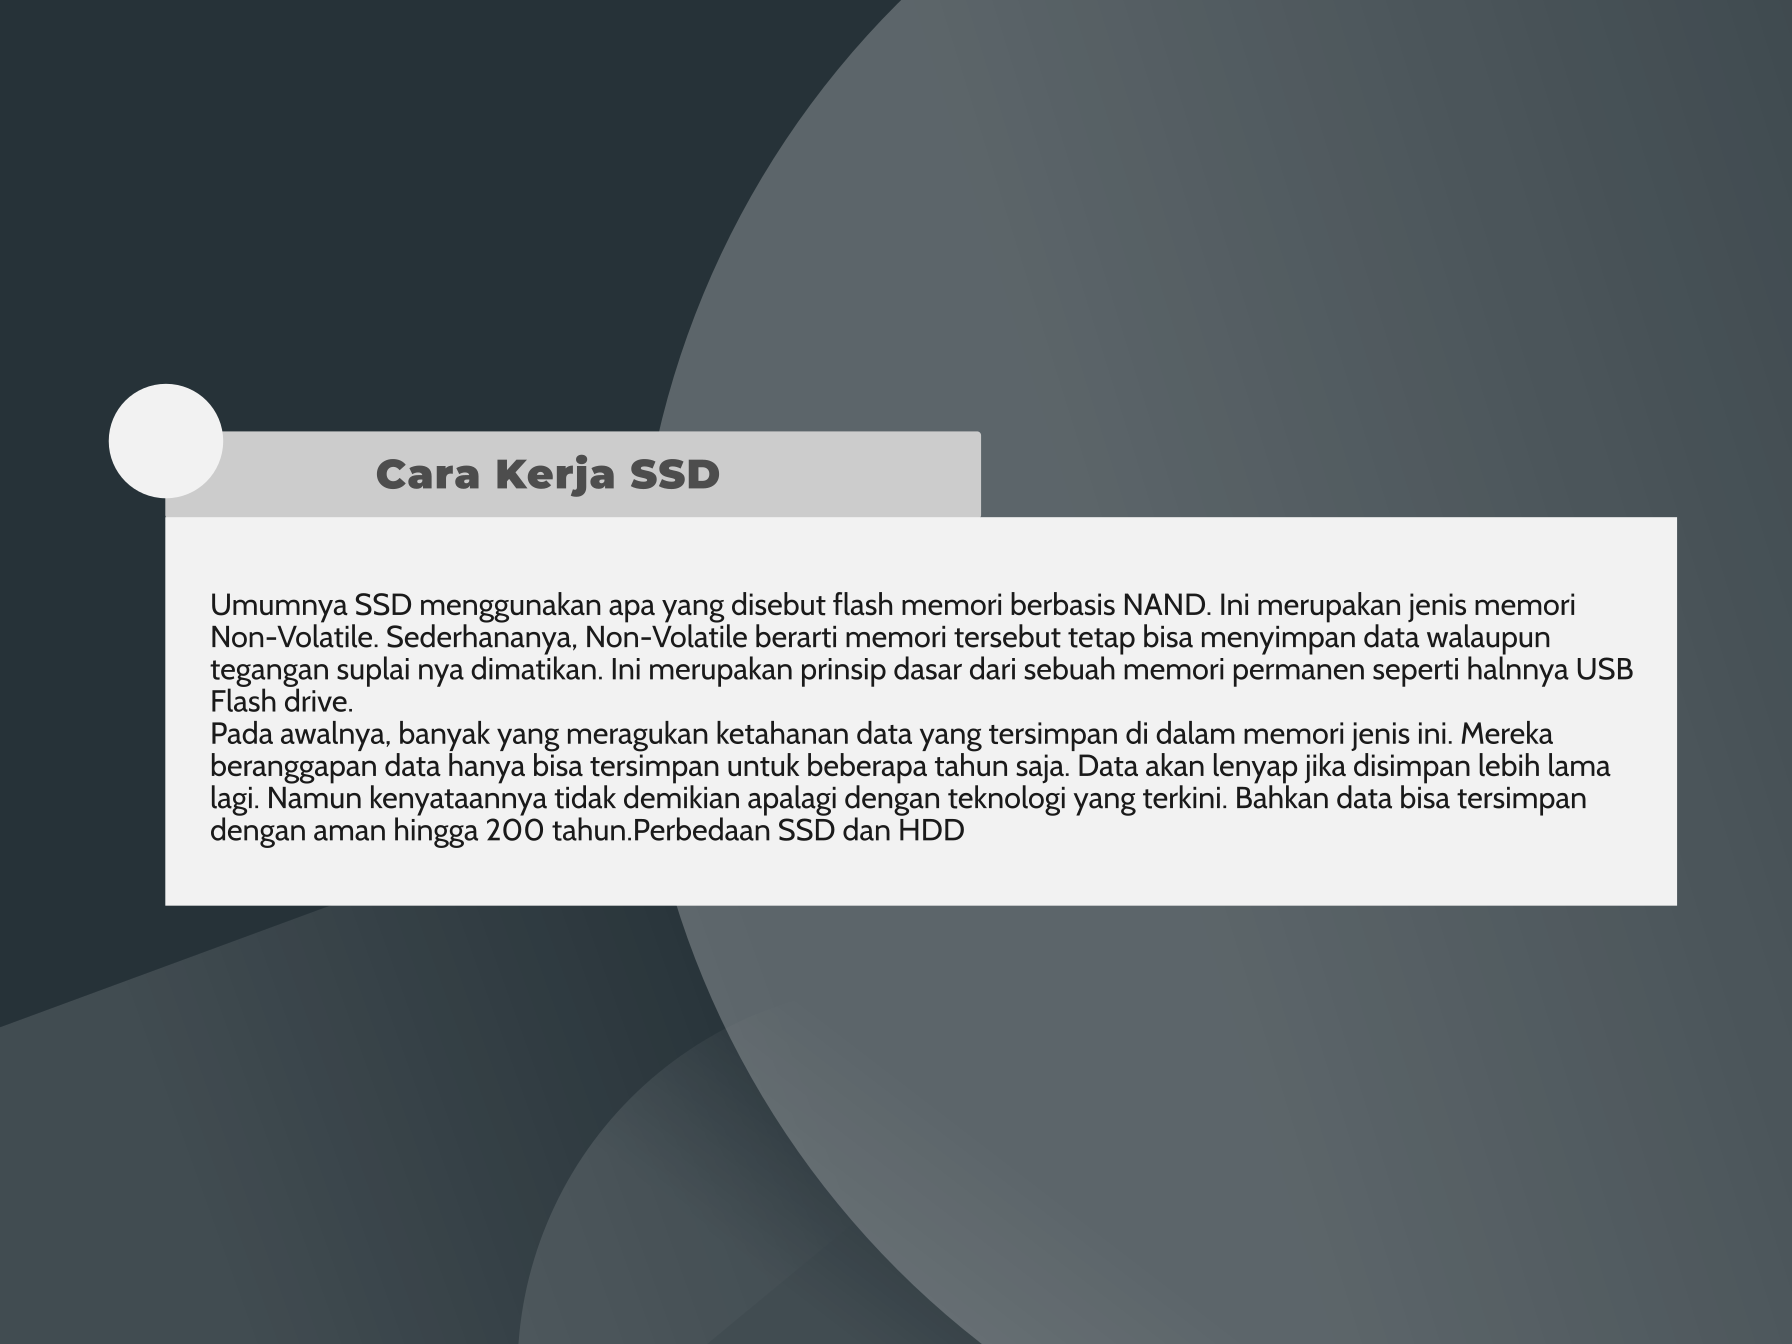 Cara Kerja SSD
Umumnya SSD menggunakan apa yang disebut flash memori berbasis NAND. Ini merupakan jenis memori
Non-Volatile. Sederhananya, Non-Volatile berarti memori tersebut tetap bisa menyimpan data walaupun
tegangan suplai nya dimatikan. Ini merupakan prinsip dasar dari sebuah memori permanen seperti halnnya USB
Flash drive.
Pada awalnya, banyak yang meragukan ketahanan data yang tersimpan di dalam memori jenis ini. Mereka
beranggapan data hanya bisa tersimpan untuk beberapa tahun saja. Data akan lenyap jika disimpan lebih lama
lagi. Namun kenyataannya tidak demikian apalagi dengan teknologi yang terkini. Bahkan data bisa tersimpan
dengan aman hingga 200 tahun.Perbedaan SSD dan HDD